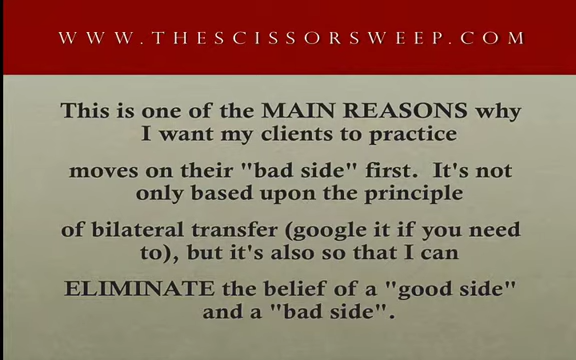 WWW.THESCISSORSWEEP.COM
This is one of the MAIN REASONS why
I want my clients to practice
moves on their "bad side" first. It's not
only based upon the principle
of bilateral transfer (google it if you need
to), but it's also so that I can
ELIMINATE the belief of a "good side"
and a "bad side".